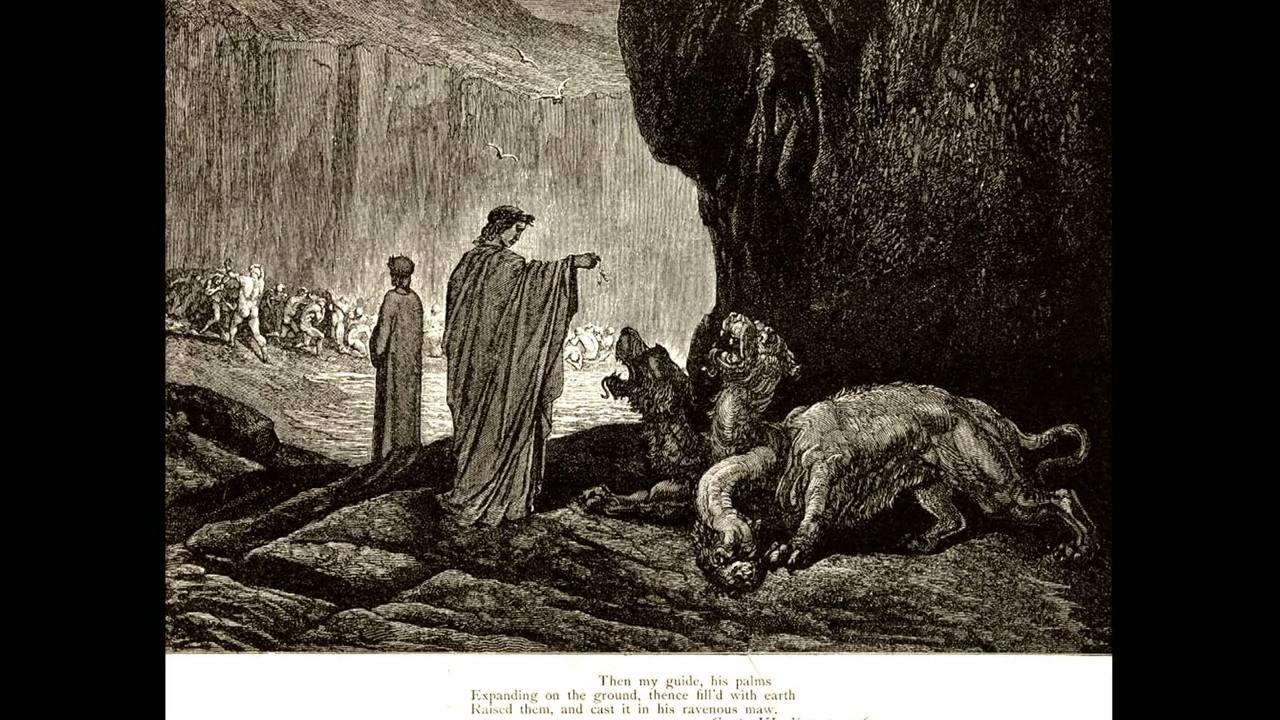 Then my guide, his palms
Expanding on the ground, thence fill'd with earth
Raised them, and cast it in his ravenous maw.